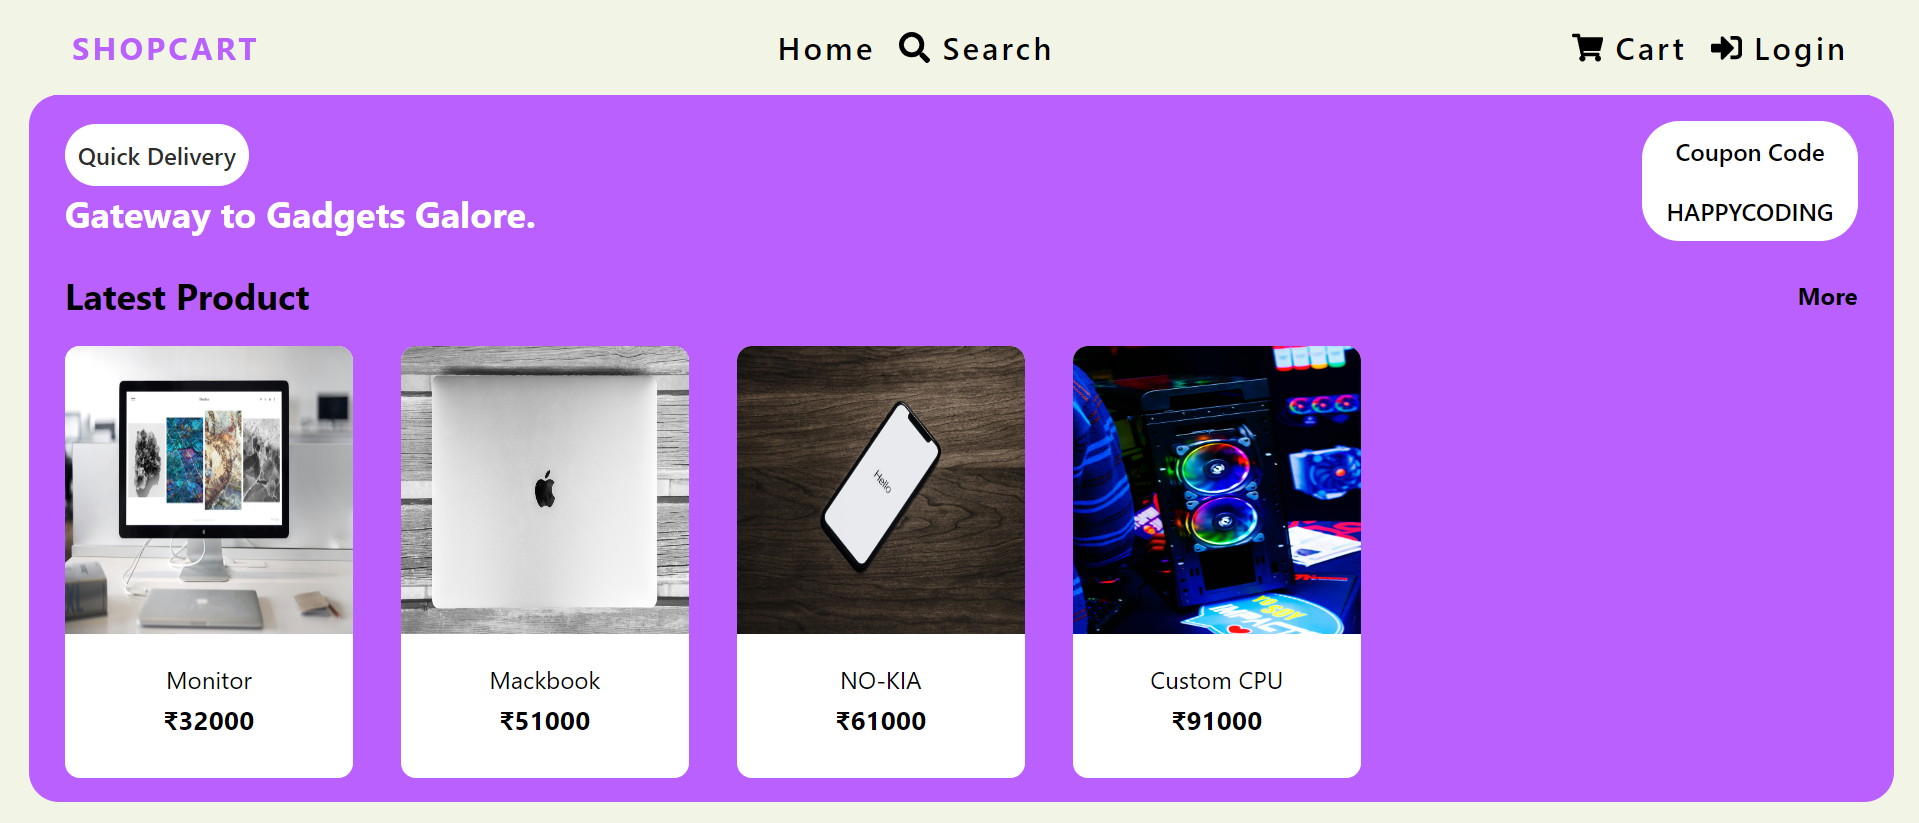 SHOPCART
Home Search
Cart Login
Quick Delivery
Gateway to Gadgets Galore.
Coupon Code
HAPPYCODING
Latest Product
More
Hello
Monitor
₹32000
Mackbook
₹51000
NO-KIA
₹61000
IMPACT
Custom CPU
₹91000